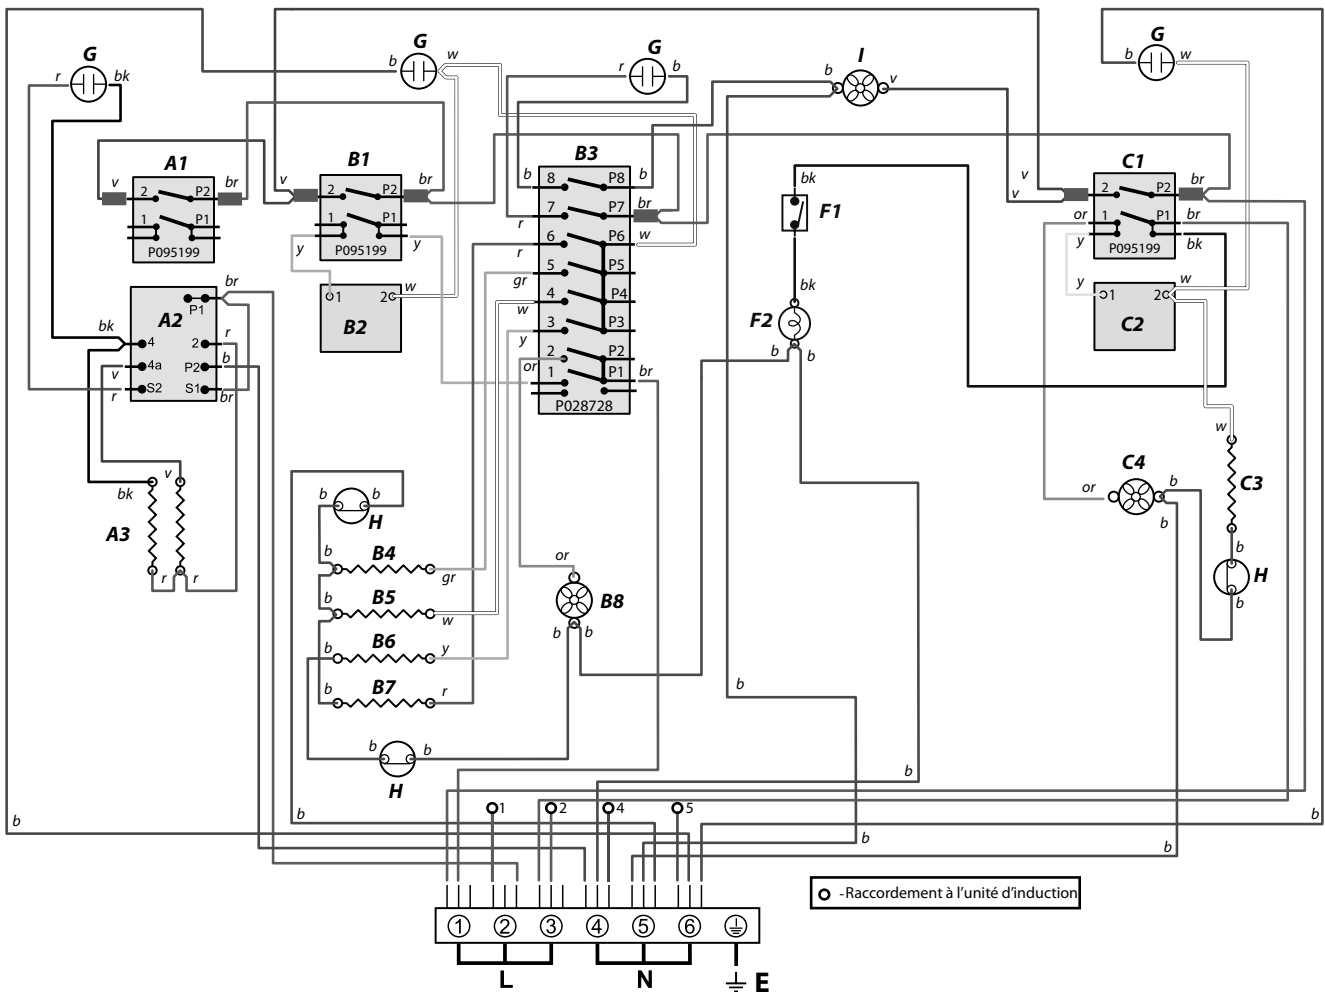 G
r bk
G
b w
G
r b
I
b v
G
b w
A1
v 2 P2 br
1 P1
P095199
B1
v 2 P2 br
1 P1
y y
P095199
B3
b 8 P8 b
r 7 P7 br
r 6 P6 w
gr 5 P5
w 4 P4
y 3 P3
or 2 P2
1 P1 br
P028728
bk
F1
bk
F2
b b
C1
v
v 2 P2 br
or 1 P1 br
y bk
P095199
br
A2 P1
bk 4 2 r
v 4a P2 b
r S2 S1 br
1 2 w
B2
y 1 2 w
C2
w
C3
b
H
b
C4
or b
b
v
bk
A3
r r
b b
H
b B4 gr
b B5 w
b B6 y
b B7 r
b b
H
or
B8
b b
b
b
b
b
b
b
b
1 2 4 5
-Raccordement à l'unité d'induction
1 2 3 4 5 6
L N E